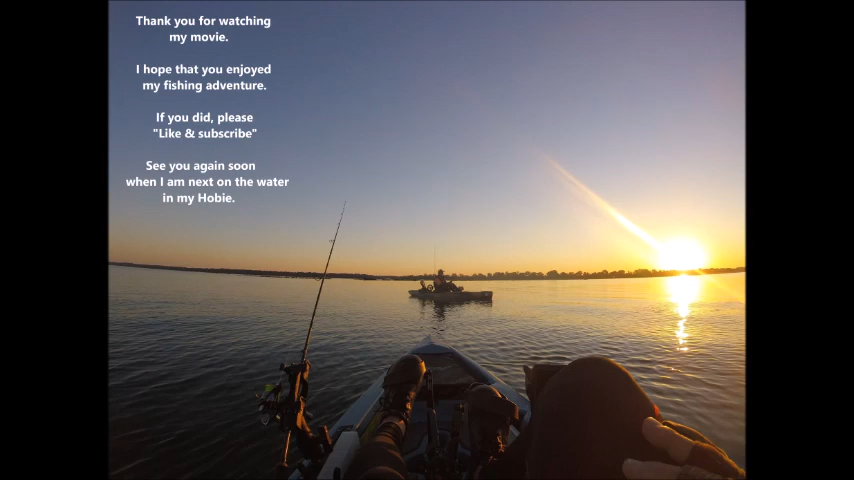 Thank you for watching
my movie.
I hope that you enjoyed
my fishing adventure.
If you did, please
"Like & subscribe"
See you again soon
when I am next on the water
in my Hobie.